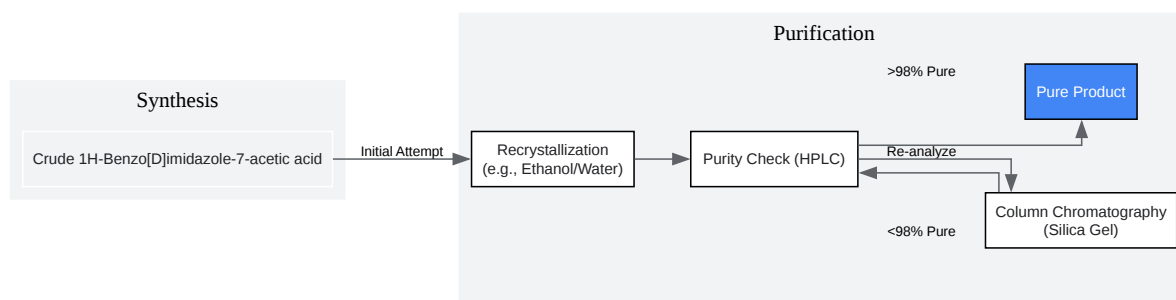 Purification
Synthesis
>98% Pure
Pure Product
Crude 1H-Benzo[D]imidazole-7-acetic acid
Initial Attempt
Recrystallization
(e.g., Ethanol/Water)
Purity Check (HPLC)
Re-analyze
Column Chromatography
(Silica Gel)
<98% Pure